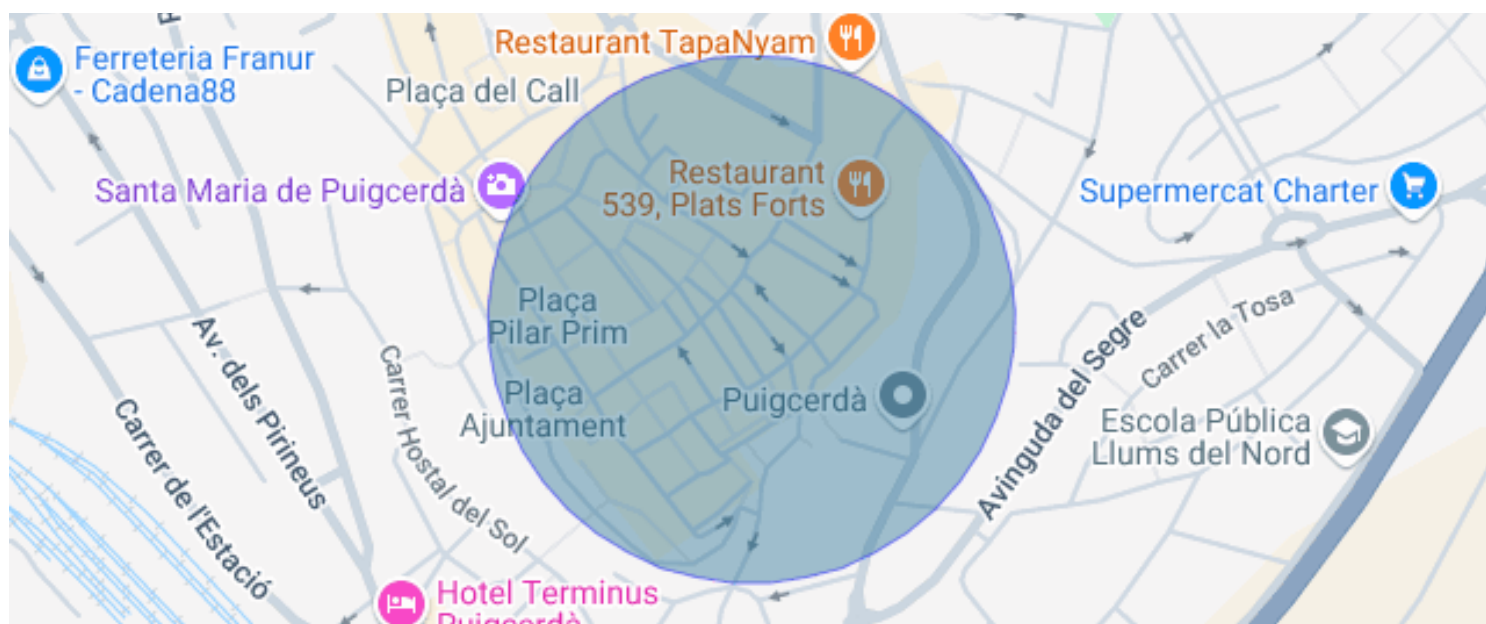 Restaurant TapaNyam
Ferreteria Franur
- Cadena88
Plaça del Call
Restaurant
539, Plats Forts
Santa Maria de Puigcerdà
Supermercat Charter
Plaça
Pilar Prim
Av. dels Pirineus
Carrer la Tosa
Carrer Hostal del Sol
Plaça
Ajuntament
Puigcerdà
Avinguda del Segre
Escola Pública
Llums del Nord
Carrer de l'Estació
Hotel Terminus
Puigcerdà